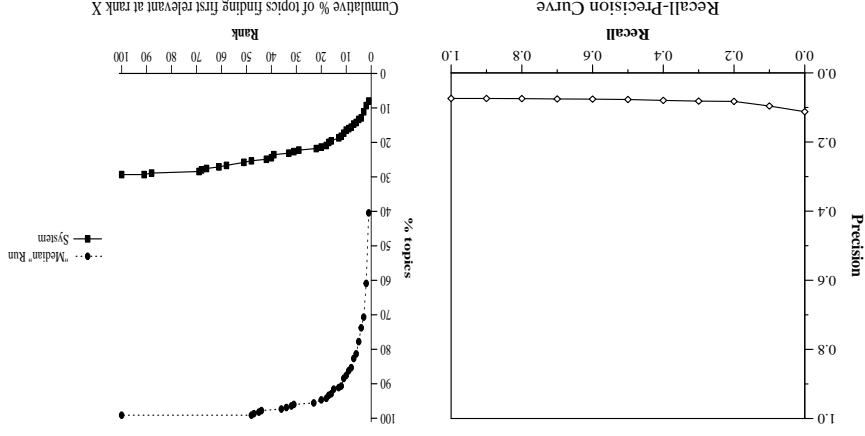 1.0
0.8
0.6
0.4
0.2
0.0
Precision
0.0 0.2 0.4 0.6 0.8 1.0
Recall
Recall-Precision Curve
100
90
80
70
60
50
40
30
20
10
0
% topics
"Median" Run
System
0 10 20 30 40 50 60 70 80 90 100
Rank
Cumulative % of topics finding first relevant at rank X